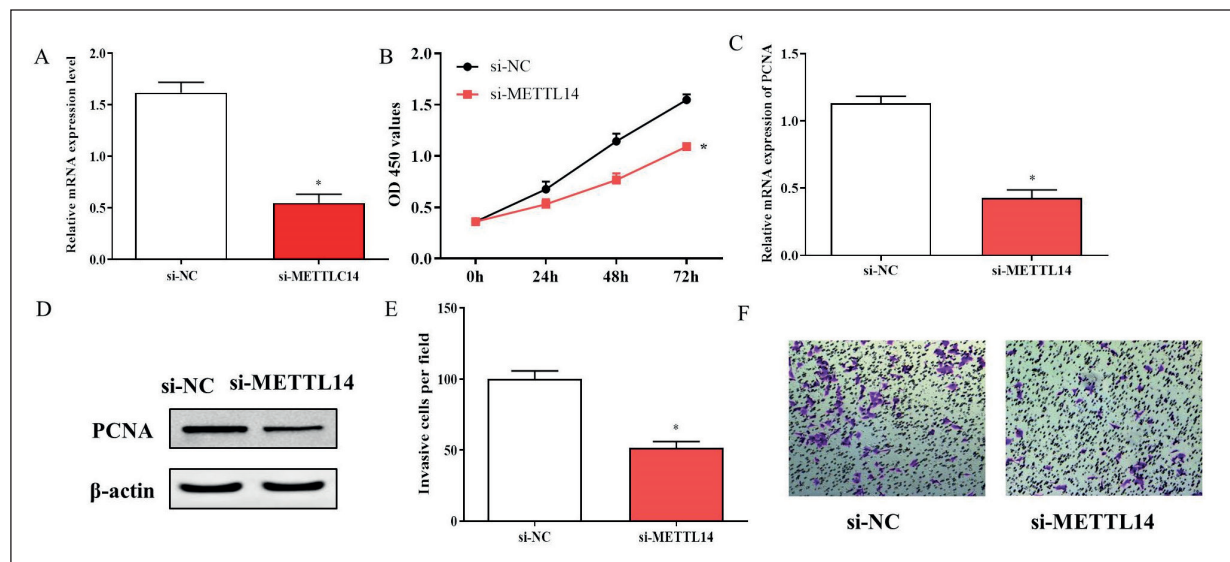 A
Relative mRNA expression level
2.0
1.5
1.0
0.5
0.0
*
si-NC
si-METTLC14
B
si-NC
si-METTL14
OD 450 values
2.0
1.5
1.0
0.5
0.0
*
0h
24h
48h
72h
C
Relative mRNA expression of PCNA
1.5
1.0
0.5
0.0
*
si-NC
si-METTL14
D
si-NC si-METTL14
PCNA
β-actin
E
Invasive cells per field
150
100
50
0
*
si-NC
si-METTL14
F
si-NC
si-METTL14